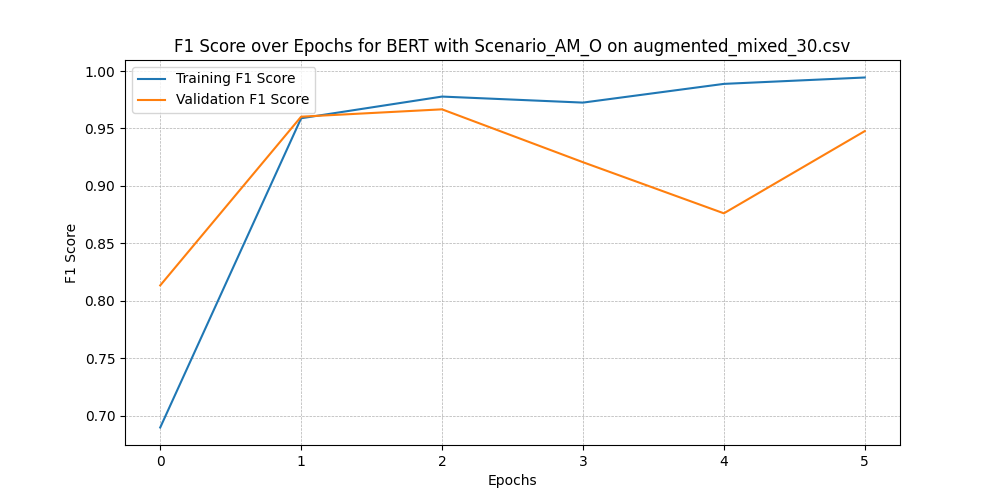 F1 Score over Epochs for BERT with Scenario_AM_O on augmented_mixed_30.csv
Training F1 Score
Validation F1 Score
F1 Score
1.00
0.95
0.90
0.85
0.80
0.75
0.70
0 1 2 3 4 5
Epochs